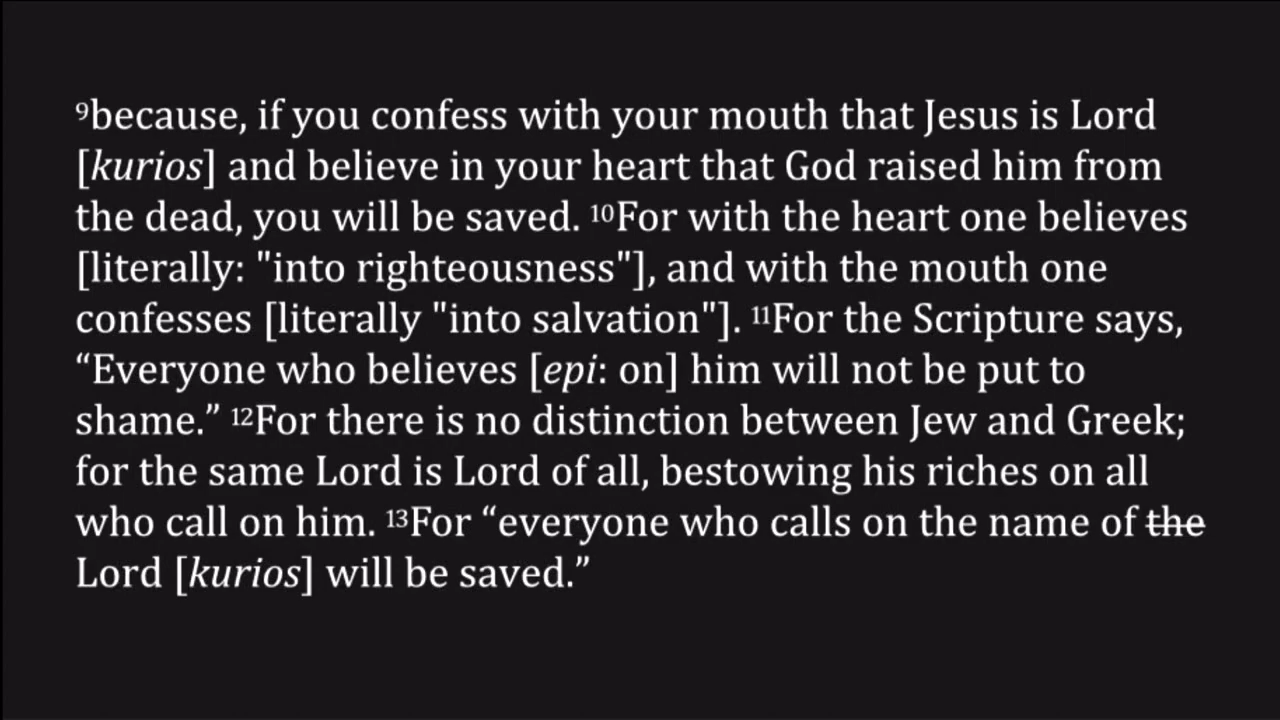 ⁹because, if you confess with your mouth that Jesus is Lord
[kurios] and believe in your heart that God raised him from
the dead, you will be saved. ¹⁰For with the heart one believes
[literally: "into righteousness"], and with the mouth one
confesses [literally "into salvation"]. ¹¹For the Scripture says,
“Everyone who believes [epi: on] him will not be put to
shame.” ¹²For there is no distinction between Jew and Greek;
for the same Lord is Lord of all, bestowing his riches on all
who call on him. ¹³For “everyone who calls on the name of the
Lord [kurios] will be saved.”